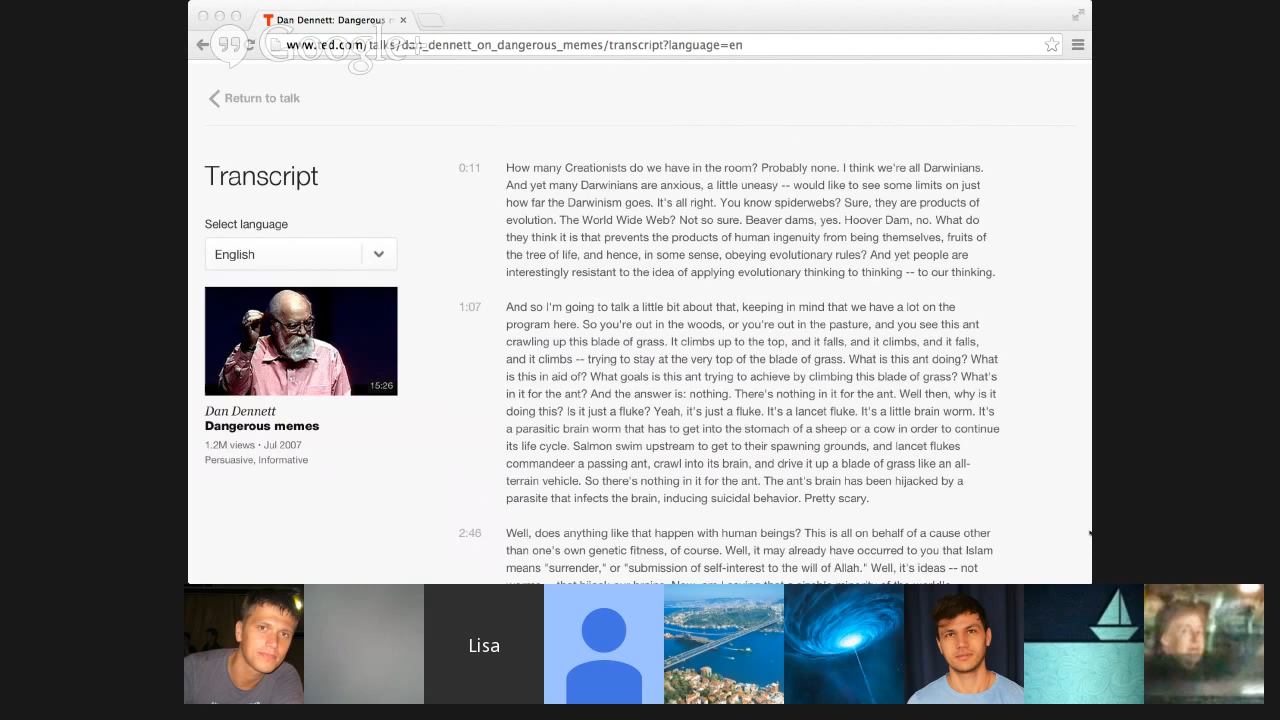 Dan Dennett: Dangerous m
Google+
www.ted.com/talks/dan_dennett_on_dangerous_memes/transcript?language=en
Return to talk
Transcript
Select language
English
15:26
Dan Dennett
Dangerous memes
1.2M views • Jul 2007
Persuasive, Informative
0:11
How many Creationists do we have in the room? Probably none. I think we're all Darwinians.
And yet many Darwinians are anxious, a little uneasy -- would like to see some limits on just
how far the Darwinism goes. It's all right. You know spiderwebs? Sure, they are products of
evolution. The World Wide Web? Not so sure. Beaver dams, yes. Hoover Dam, no. What do
they think it is that prevents the products of human ingenuity from being themselves, fruits of
the tree of life, and hence, in some sense, obeying evolutionary rules? And yet people are
interestingly resistant to the idea of applying evolutionary thinking to thinking -- to our thinking.
1:07
And so I'm going to talk a little bit about that, keeping in mind that we have a lot on the
program here. So you're out in the woods, or you're out in the pasture, and you see this ant
crawling up this blade of grass. It climbs up to the top, and it falls, and it climbs, and it falls,
and it climbs -- trying to stay at the very top of the blade of grass. What is this ant doing? What
is this in aid of? What goals is this ant trying to achieve by climbing this blade of grass? What's
in it for the ant? And the answer is: nothing. There's nothing in it for the ant. Well then, why is it
doing this? Is it just a fluke? Yeah, it's just a fluke. It's a lancet fluke. It's a little brain worm. It's
a parasitic brain worm that has to get into the stomach of a sheep or a cow in order to continue
its life cycle. Salmon swim upstream to get to their spawning grounds, and lancet flukes
commandeer a passing ant, crawl into its brain, and drive it up a blade of grass like an all-
terrain vehicle. So there's nothing in it for the ant. The ant's brain has been hijacked by a
parasite that infects the brain, inducing suicidal behavior. Pretty scary.
2:46
Well, does anything like that happen with human beings? This is all on behalf of a cause other
than one's own genetic fitness, of course. Well, it may already have occurred to you that Islam
means "surrender," or "submission of self-interest to the will of Allah." Well, it's ideas -- not
Lisa